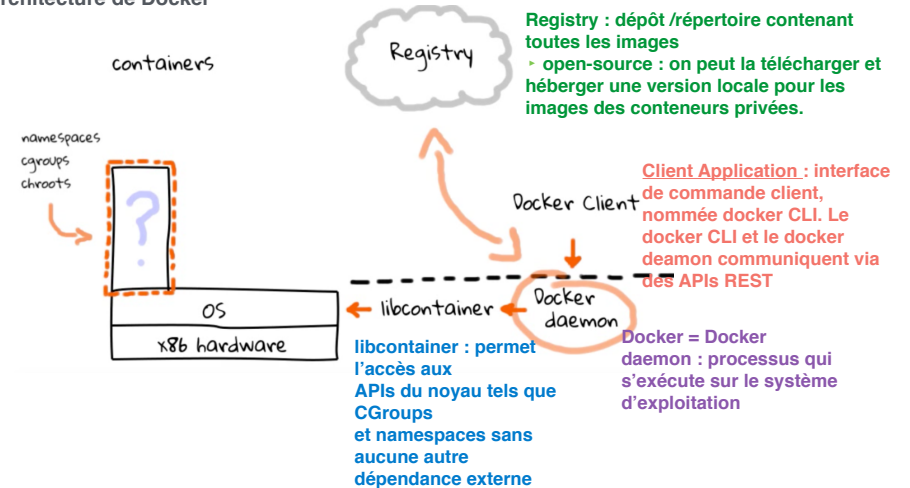 rchitecture de Docker
containers
Registry
Registry : dépôt /répertoire contenant
toutes les images
‣ open-source : on peut la télécharger et
héberger une version locale pour les
images des conteneurs privées.
namespaces
cgroups
chroots
?
Docker Client
Client Application : interface
de commande client,
nommée docker CLI. Le
docker CLI et le docker
deamon communiquent via
des APIs REST
OS
x86 hardware
libcontainer
Docker
daemon
libcontainer : permet
l’accès aux
APIs du noyau tels que
CGroups
et namespaces sans
aucune autre
dépendance externe
Docker = Docker
daemon : processus qui
s’exécute sur le système
d’exploitation